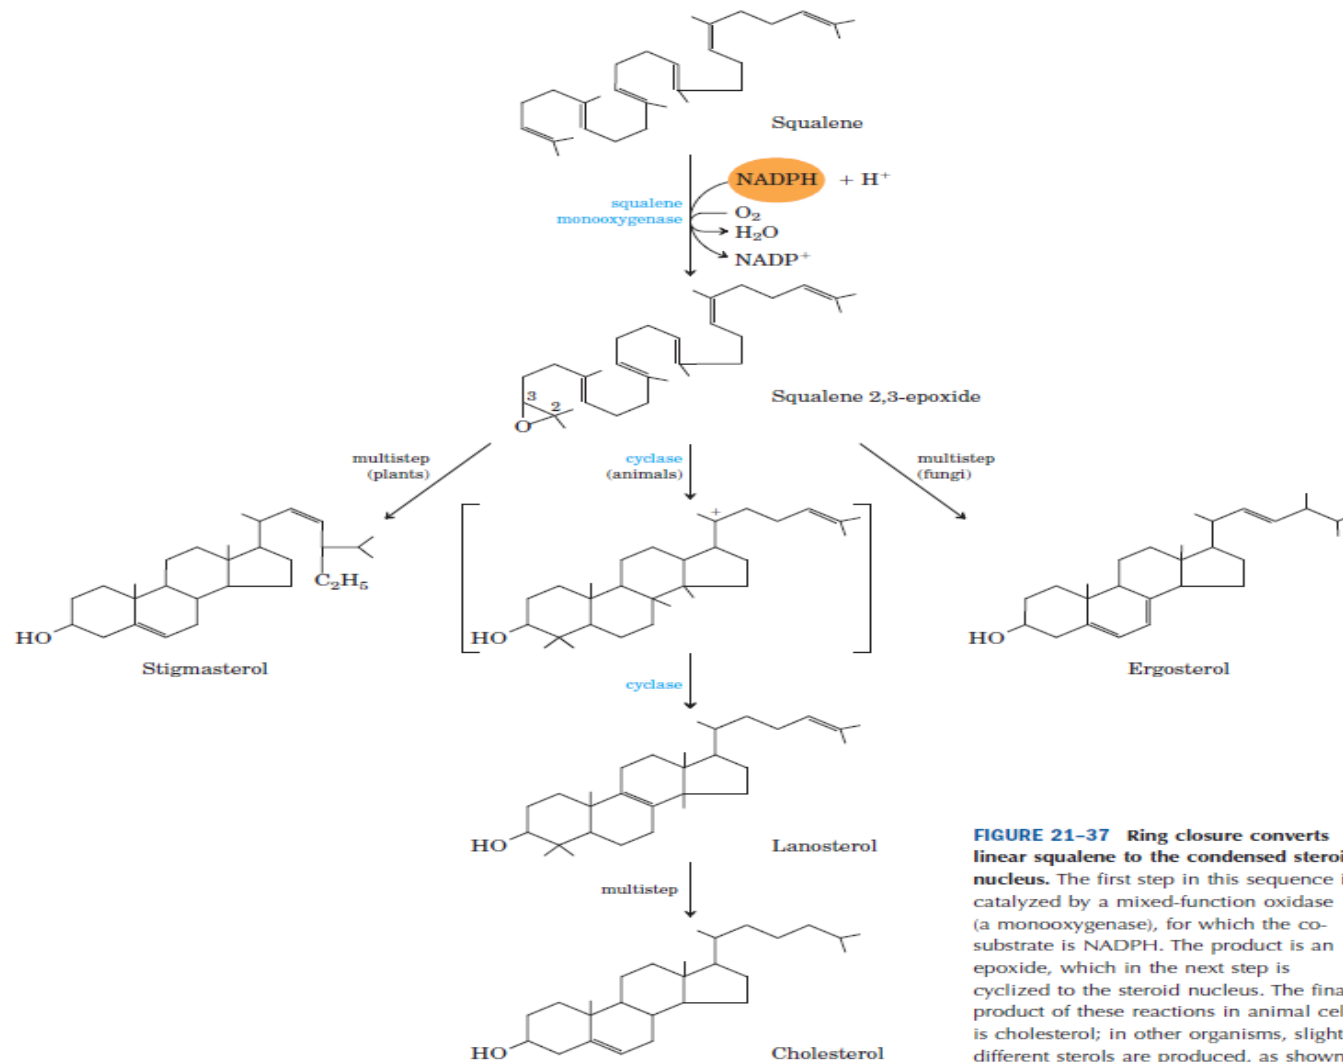 Squalene
NADPH + H⁺
squalene
monooxygenase
O₂
H₂O
NADP⁺
3
2
O
Squalene 2,3-epoxide
multistep
(plants)
cyclase
(animals)
multistep
(fungi)
+
C₂H₅
HO
HO
HO
Stigmasterol
Ergosterol
cyclase
HO
Lanosterol
multistep
HO
Cholesterol
FIGURE 21–37 Ring closure converts
linear squalene to the condensed
nucleus. The first step in this sequence
catalyzed by a mixed-function oxidase
(a monooxygenase), for which the co-
substrate is NADPH. The product is an
epoxide, which in the next step is
cyclized to the steroid nucleus. The
product of these reactions in animal
is cholesterol; in other organisms,
different sterols are produced, as shown